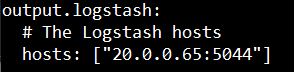 output.logstash:
  # The Logstash hosts
  hosts: ["20.0.0.65:5044"]